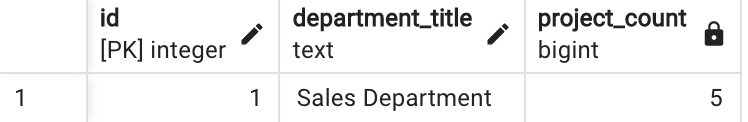 id department_title project_count
[PK] integer text bigint
1 1 Sales Department 5